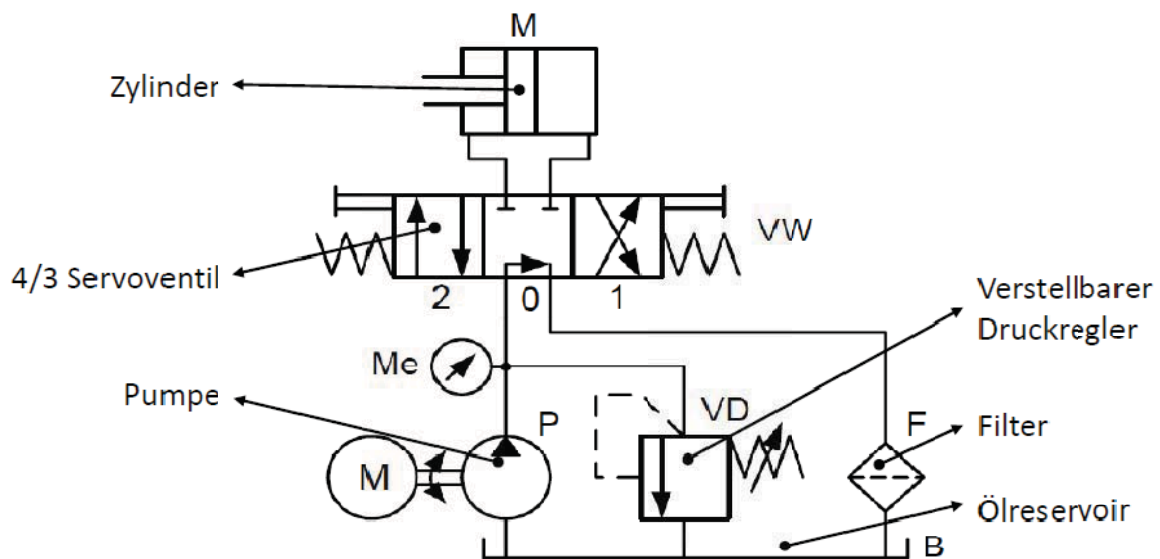 M
Zylinder
VW
4/3 Servoventil
2 0 1
Verstellbarer
Druckregler
Me
Pumpe
P
VD
F
Filter
M
Ölreservoir
B